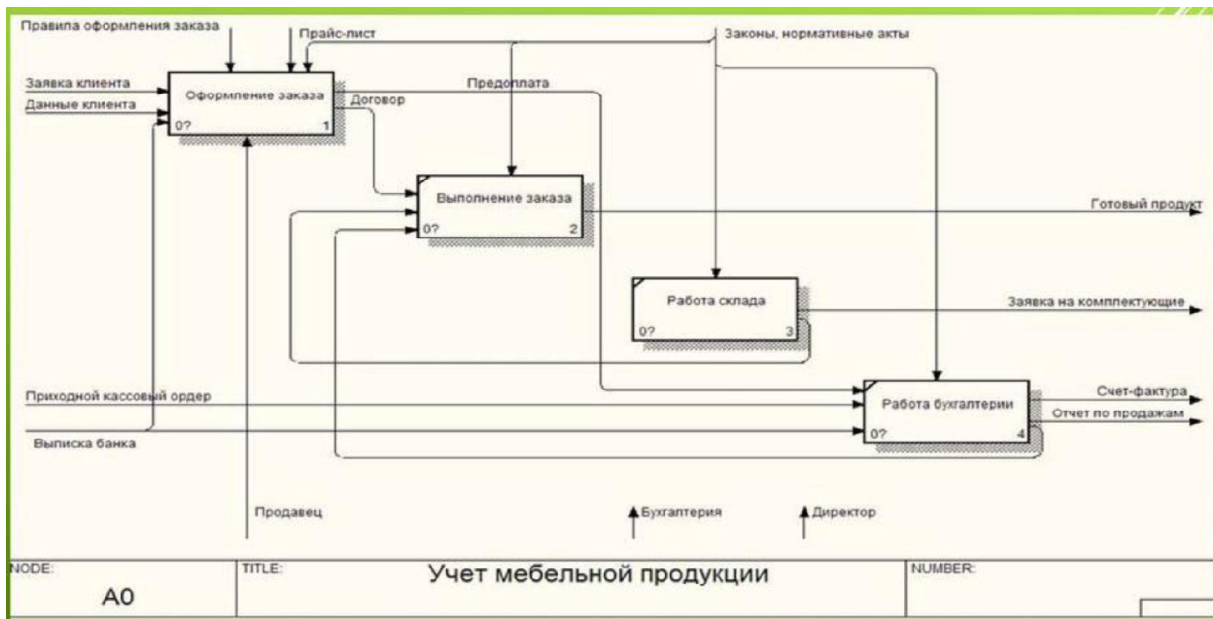 Правила оформления заказа
Прайс-лист
Законы, нормативные акты
Заявка клиента
Данные клиента
Оформление заказа
0? 1
Предоплата
Договор
Выполнение заказа
0? 2
Готовый продукт
Работа склада
0? 3
Заявка на комплектующие
Приходной кассовый ордер
Выписка банка
Работа бухгалтерии
0? 4
Счет-фактура
Отчет по продажам
Продавец
Бухгалтерия
Директор
NODE:
A0
TITLE:
Учет мебельной продукции
NUMBER: